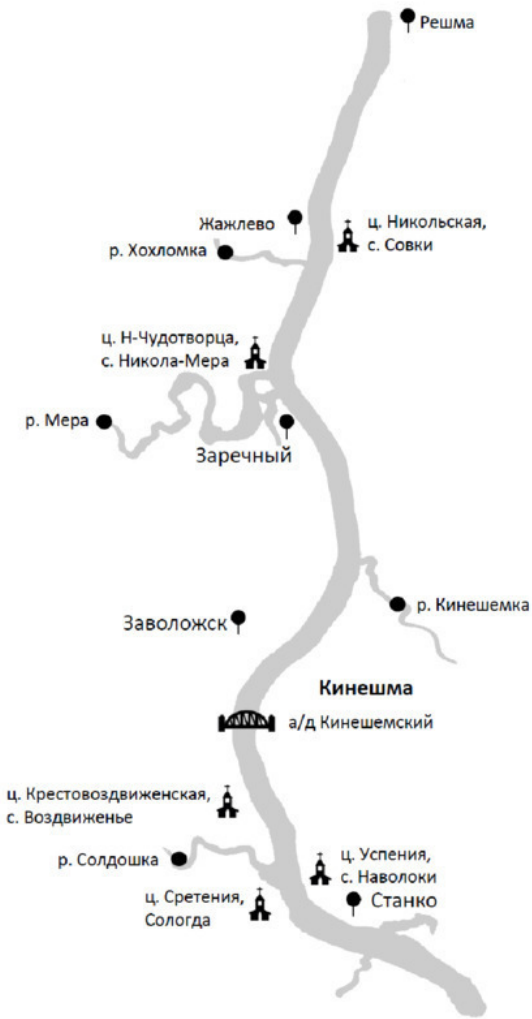 Решма
Жажлево
ц. Никольская,
с. Совки
р. Хохломка
ц. Н-Чудотворца,
с. Никола-Мера
р. Мера
Заречный
р. Кинешемка
Заволожск
Кинешма
а/д Кинешемский
ц. Крестовоздвиженская,
с. Воздвиженье
р. Солдошка
ц. Успения,
с. Наволоки
ц. Сретения,
Сологда
Станко